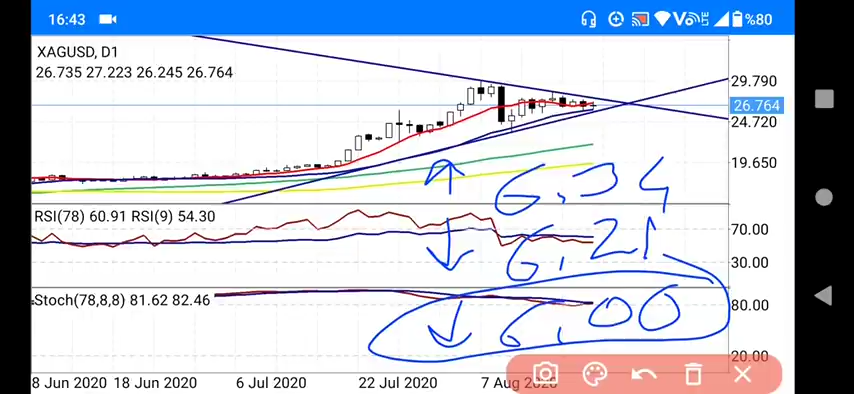 16:43 %80
XAGUSD, D1
26.735 27.223 26.245 26.764
29.790
26.764
24.720
19.650
6,34
RSI(78) 60.91 RSI(9) 54.30
70.00
6,21
30.00
Stoch(78,8,8) 81.62 82.46
80.00
6,00
20.00
8 Jun 2020 18 Jun 2020 6 Jul 2020 22 Jul 2020 7 Aug 2020